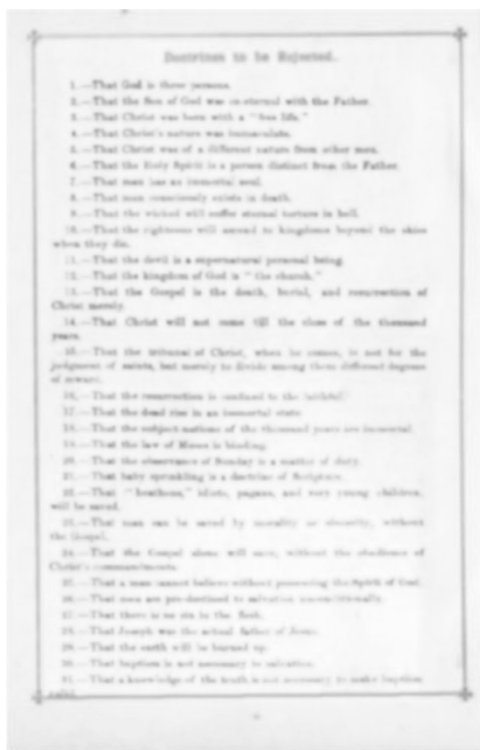 Doctrines to be Rejected.
1.—That God is three persons.
2.—That the Son of God was co-eternal with the Father.
3.—That Christ was born with a "free life."
4.—That Christ's nature was immaculate.
5.—That Christ was of a different nature from other men.
6.—That the Holy Spirit is a person distinct from the Father.
7.—That man has an immortal soul.
8.—That man consciously exists in death.
9.—That the wicked will suffer eternal torture in hell.
10.—That the righteous will ascend to kingdoms beyond the skies
when they die.
11.—That the devil is a supernatural personal being.
12.—That the kingdom of God is "the church."
13.—That the Gospel is the death, burial, and resurrection of
Christ merely.
14.—That Christ will not come till the close of the thousand
years.
15.—That the tribunal of Christ, when he comes, is not for the
judgment of saints, but merely to divide among them different degrees
of reward.
16.—That the resurrection is confined to the faithful.
17.—That the dead rise in an immortal state.
18.—That the subject-nations of the thousand years are immortal.
19.—That the law of Moses is binding.
20.—That the observance of Sunday is a matter of duty.
21.—That baby sprinkling is a doctrine of Scripture.
22.—That "heathens," idiots, pagans, and very young children,
will be saved.
23.—That man can be saved by morality or sincerity, without
the Gospel.
24.—That the Gospel alone will save, without the obedience of
Christ's commandments.
25.—That a man cannot believe without possessing the Spirit of God.
26.—That men are pre-destined to salvation unconditionally.
27.—That there is no sin in the flesh.
28.—That Joseph was the actual father of Jesus.
29.—That the earth will be burned up.
30.—That baptism is not necessary to salvation.
31.—That a knowledge of the truth is not necessary to make baptism
valid.